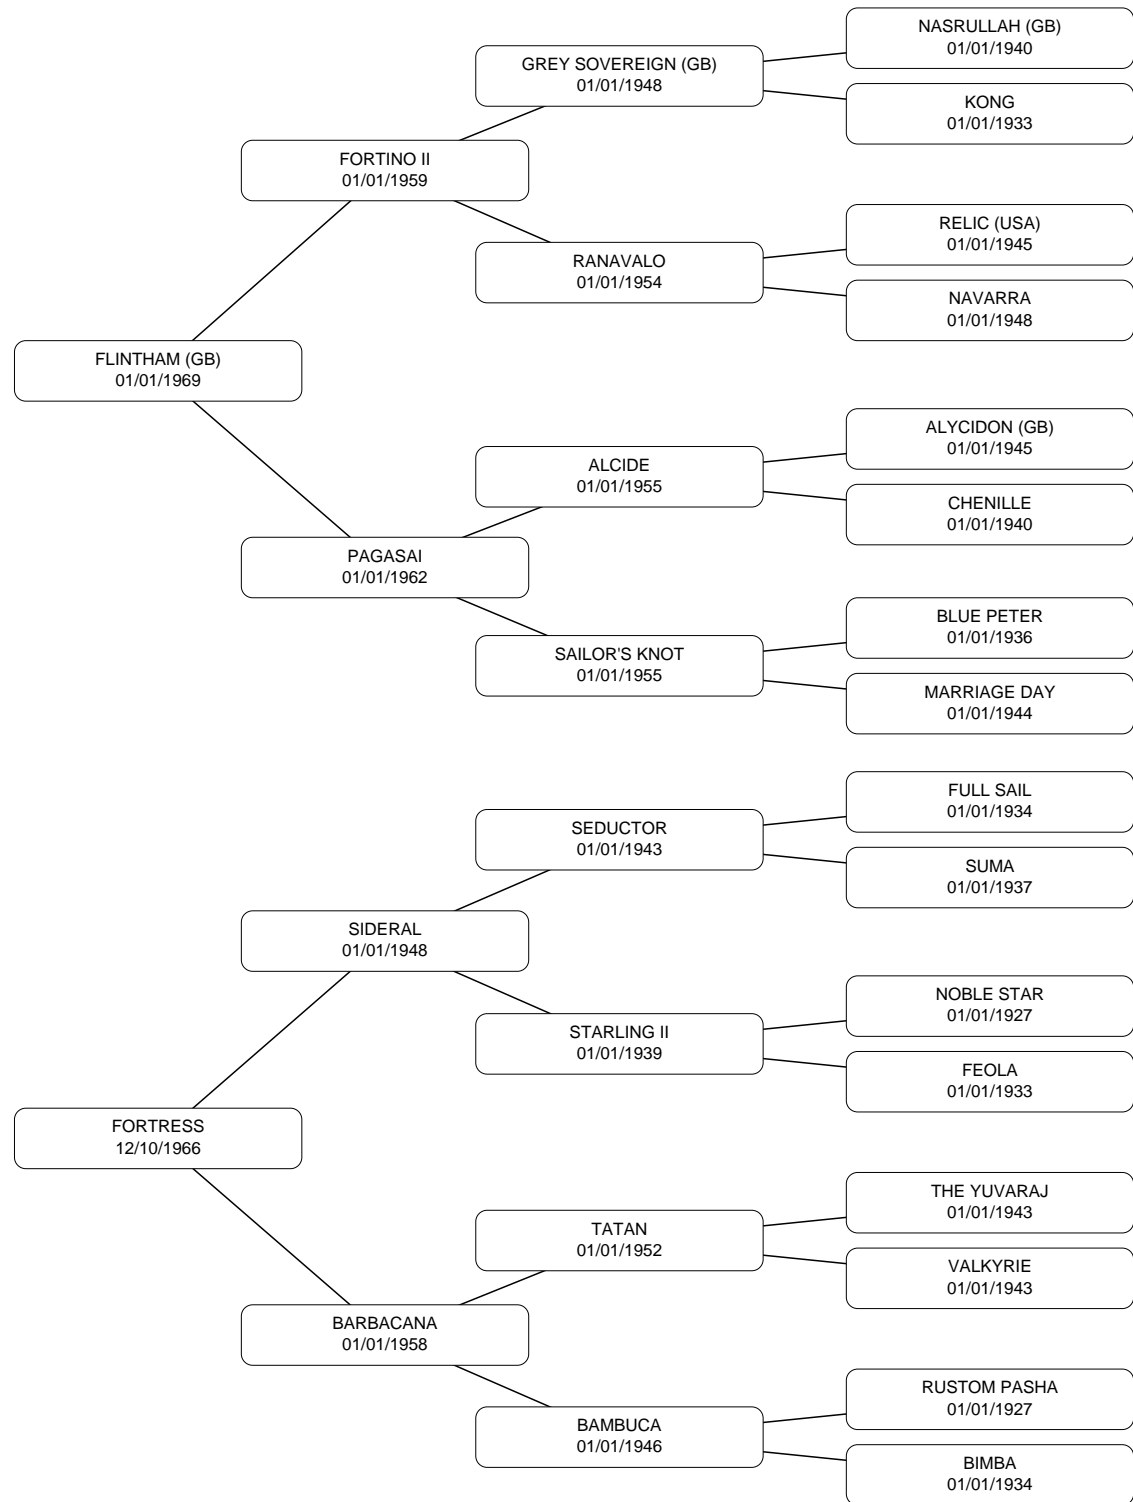 NASRULLAH (GB)
01/01/1940
GREY SOVEREIGN (GB)
01/01/1948
KONG
01/01/1933
FORTINO II
01/01/1959
RELIC (USA)
01/01/1945
RANAVALO
01/01/1954
NAVARRA
01/01/1948
FLINTHAM (GB)
01/01/1969
ALYCIDON (GB)
01/01/1945
ALCIDE
01/01/1955
CHENILLE
01/01/1940
PAGASAI
01/01/1962
BLUE PETER
01/01/1936
SAILOR'S KNOT
01/01/1955
MARRIAGE DAY
01/01/1944
FULL SAIL
01/01/1934
SEDUCTOR
01/01/1943
SUMA
01/01/1937
SIDERAL
01/01/1948
NOBLE STAR
01/01/1927
STARLING II
01/01/1939
FEOLA
01/01/1933
FORTRESS
12/10/1966
THE YUVARAJ
01/01/1943
TATAN
01/01/1952
VALKYRIE
01/01/1943
BARBACANA
01/01/1958
RUSTOM PASHA
01/01/1927
BAMBUCA
01/01/1946
BIMBA
01/01/1934